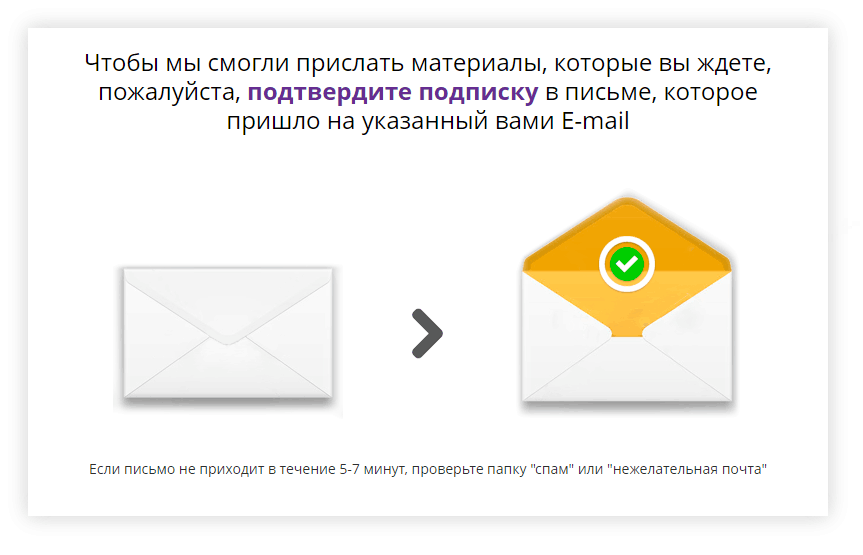 Чтобы мы смогли прислать материалы, которые вы ждете,
пожалуйста, подтвердите подписку в письме, которое
пришло на указанный вами E-mail
Если письмо не приходит в течение 5-7 минут, проверьте папку "спам" или "нежелательная почта"